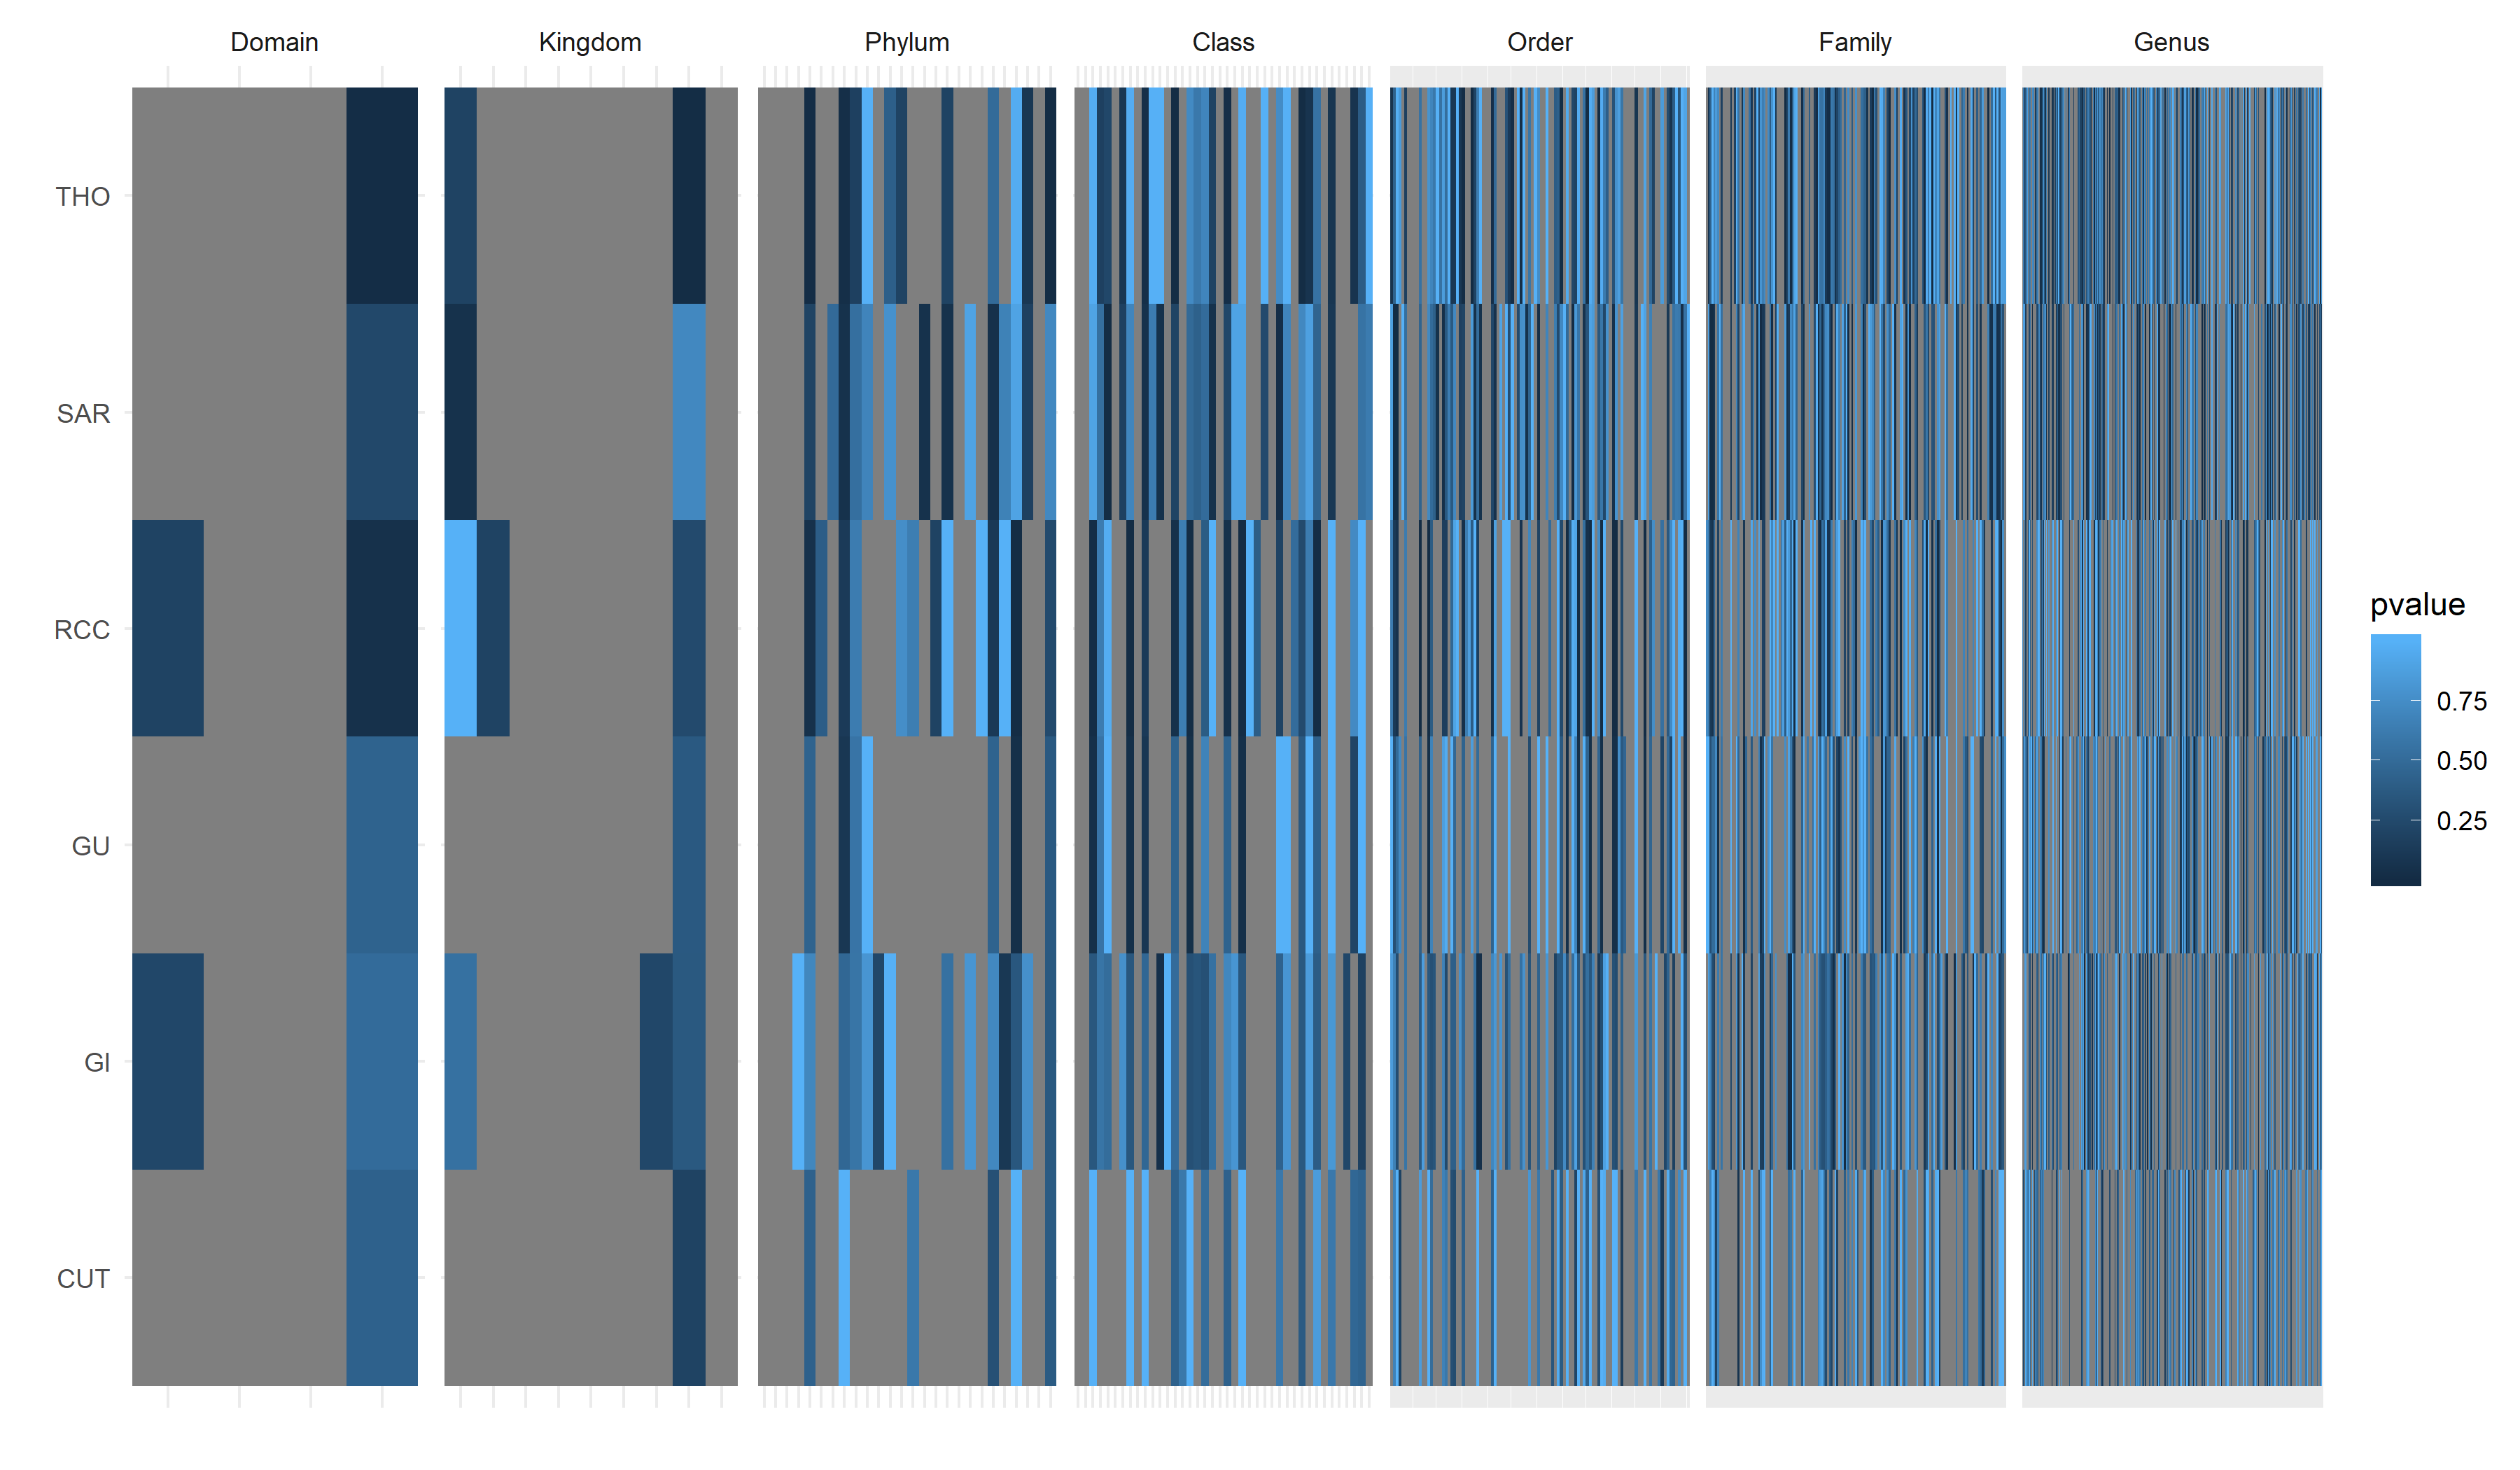 Domain Kingdom Phylum Class Order Family Genus
THO
SAR
RCC
GU
GI
CUT
pvalue
0.75
0.50
0.25